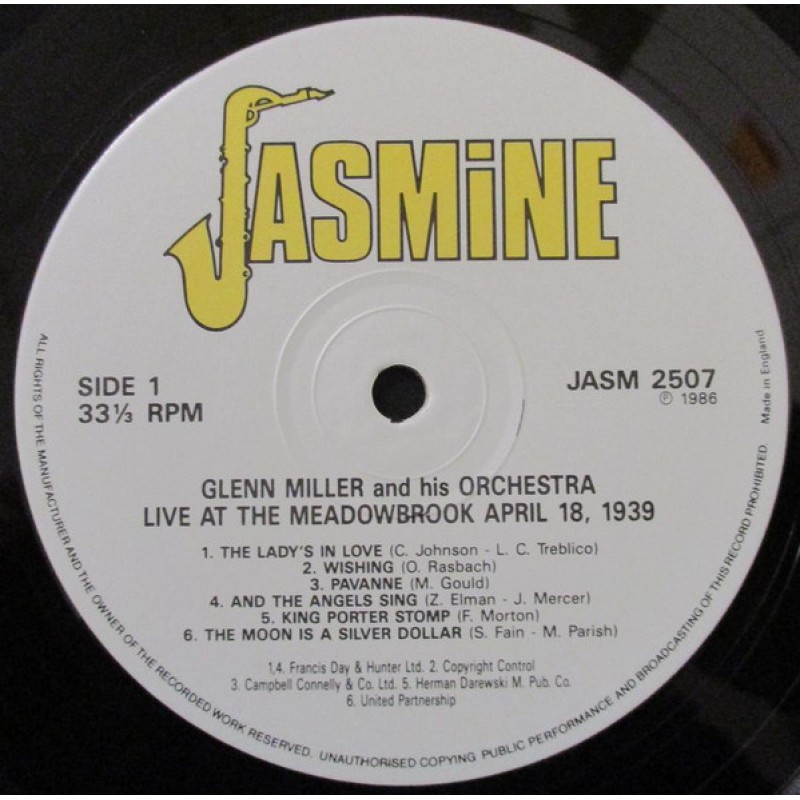 JASMiNE
SIDE 1
33⅓ RPM
JASM 2507
℗ 1986
Made in England
GLENN MILLER and his ORCHESTRA
LIVE AT THE MEADOWBROOK APRIL 18, 1939
1. THE LADY'S IN LOVE (C. Johnson - L. C. Treblico)
2. WISHING (O. Rasbach)
3. PAVANNE (M. Gould)
4. AND THE ANGELS SING (Z. Elman - J. Mercer)
5. KING PORTER STOMP (F. Morton)
6. THE MOON IS A SILVER DOLLAR (S. Fain - M. Parish)
1,4. Francis Day & Hunter Ltd. 2. Copyright Control
3. Campbell Connelly & Co. Ltd. 5. Herman Darewski M. Pub. Co.
6. United Partnership
ALL RIGHTS OF THE MANUFACTURER AND THE OWNER OF THE RECORDED WORK RESERVED. UNAUTHORISED COPYING PUBLIC PERFORMANCE AND BROADCASTING OF THIS RECORD PROHIBITED.